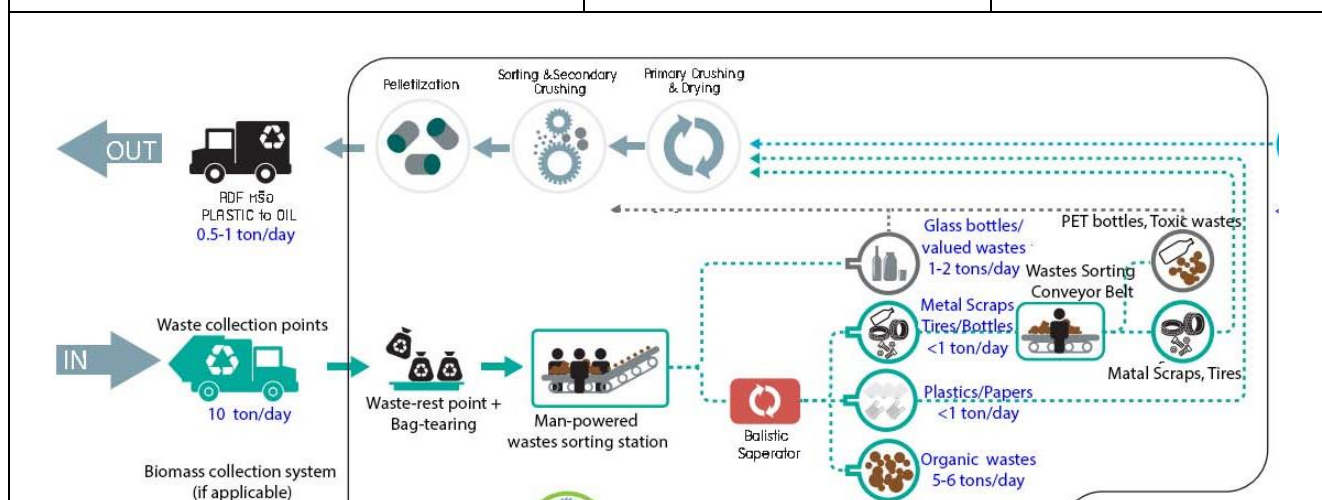 Pelletilzation
Sorting &Secondary
Crushing
Primary Crushing
& Drying
OUT
RDF หรือ
PLASTIC to OIL
0.5-1 ton/day
Glass bottles/
valued wastes
1-2 tons/day
PET bottles, Toxic wastes
Wastes Sorting
Conveyor Belt
Metal Scraps
Tires/Bottles
<1 ton/day
Matal Scraps, Tires
IN
Waste collection points
10 ton/day
Waste-rest point +
Bag-tearing
Man-powered
wastes sorting station
Balistic
Saperator
Plastics/Papers
<1 ton/day
Organic wastes
5-6 tons/day
Biomass collection system
(if applicable)